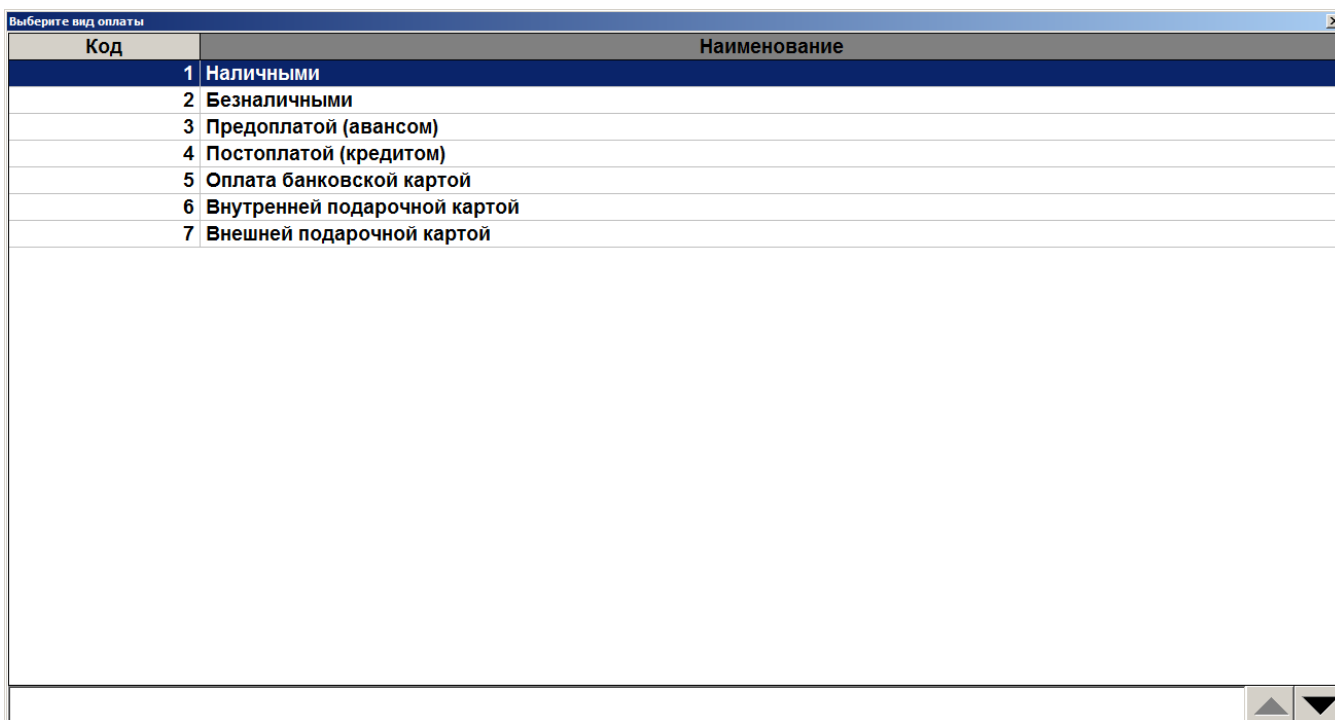 Выберите вид оплаты
Код Наименование
1 Наличными
2 Безналичными
3 Предоплатой (авансом)
4 Постоплатой (кредитом)
5 Оплата банковской картой
6 Внутренней подарочной картой
7 Внешней подарочной картой